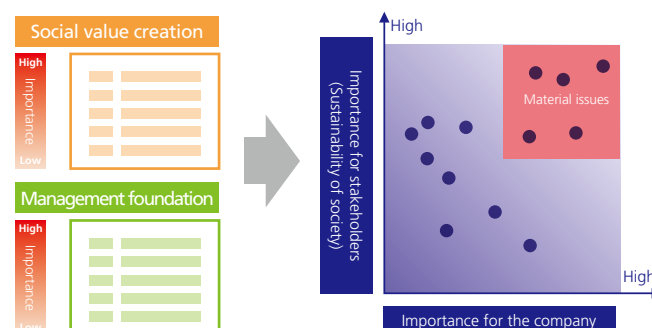 Social value creation
High
Importance
Low
Management foundation
High
Importance
Low
High
Importance for stakeholders
(Sustainability of society)
Material issues
High
Importance for the company